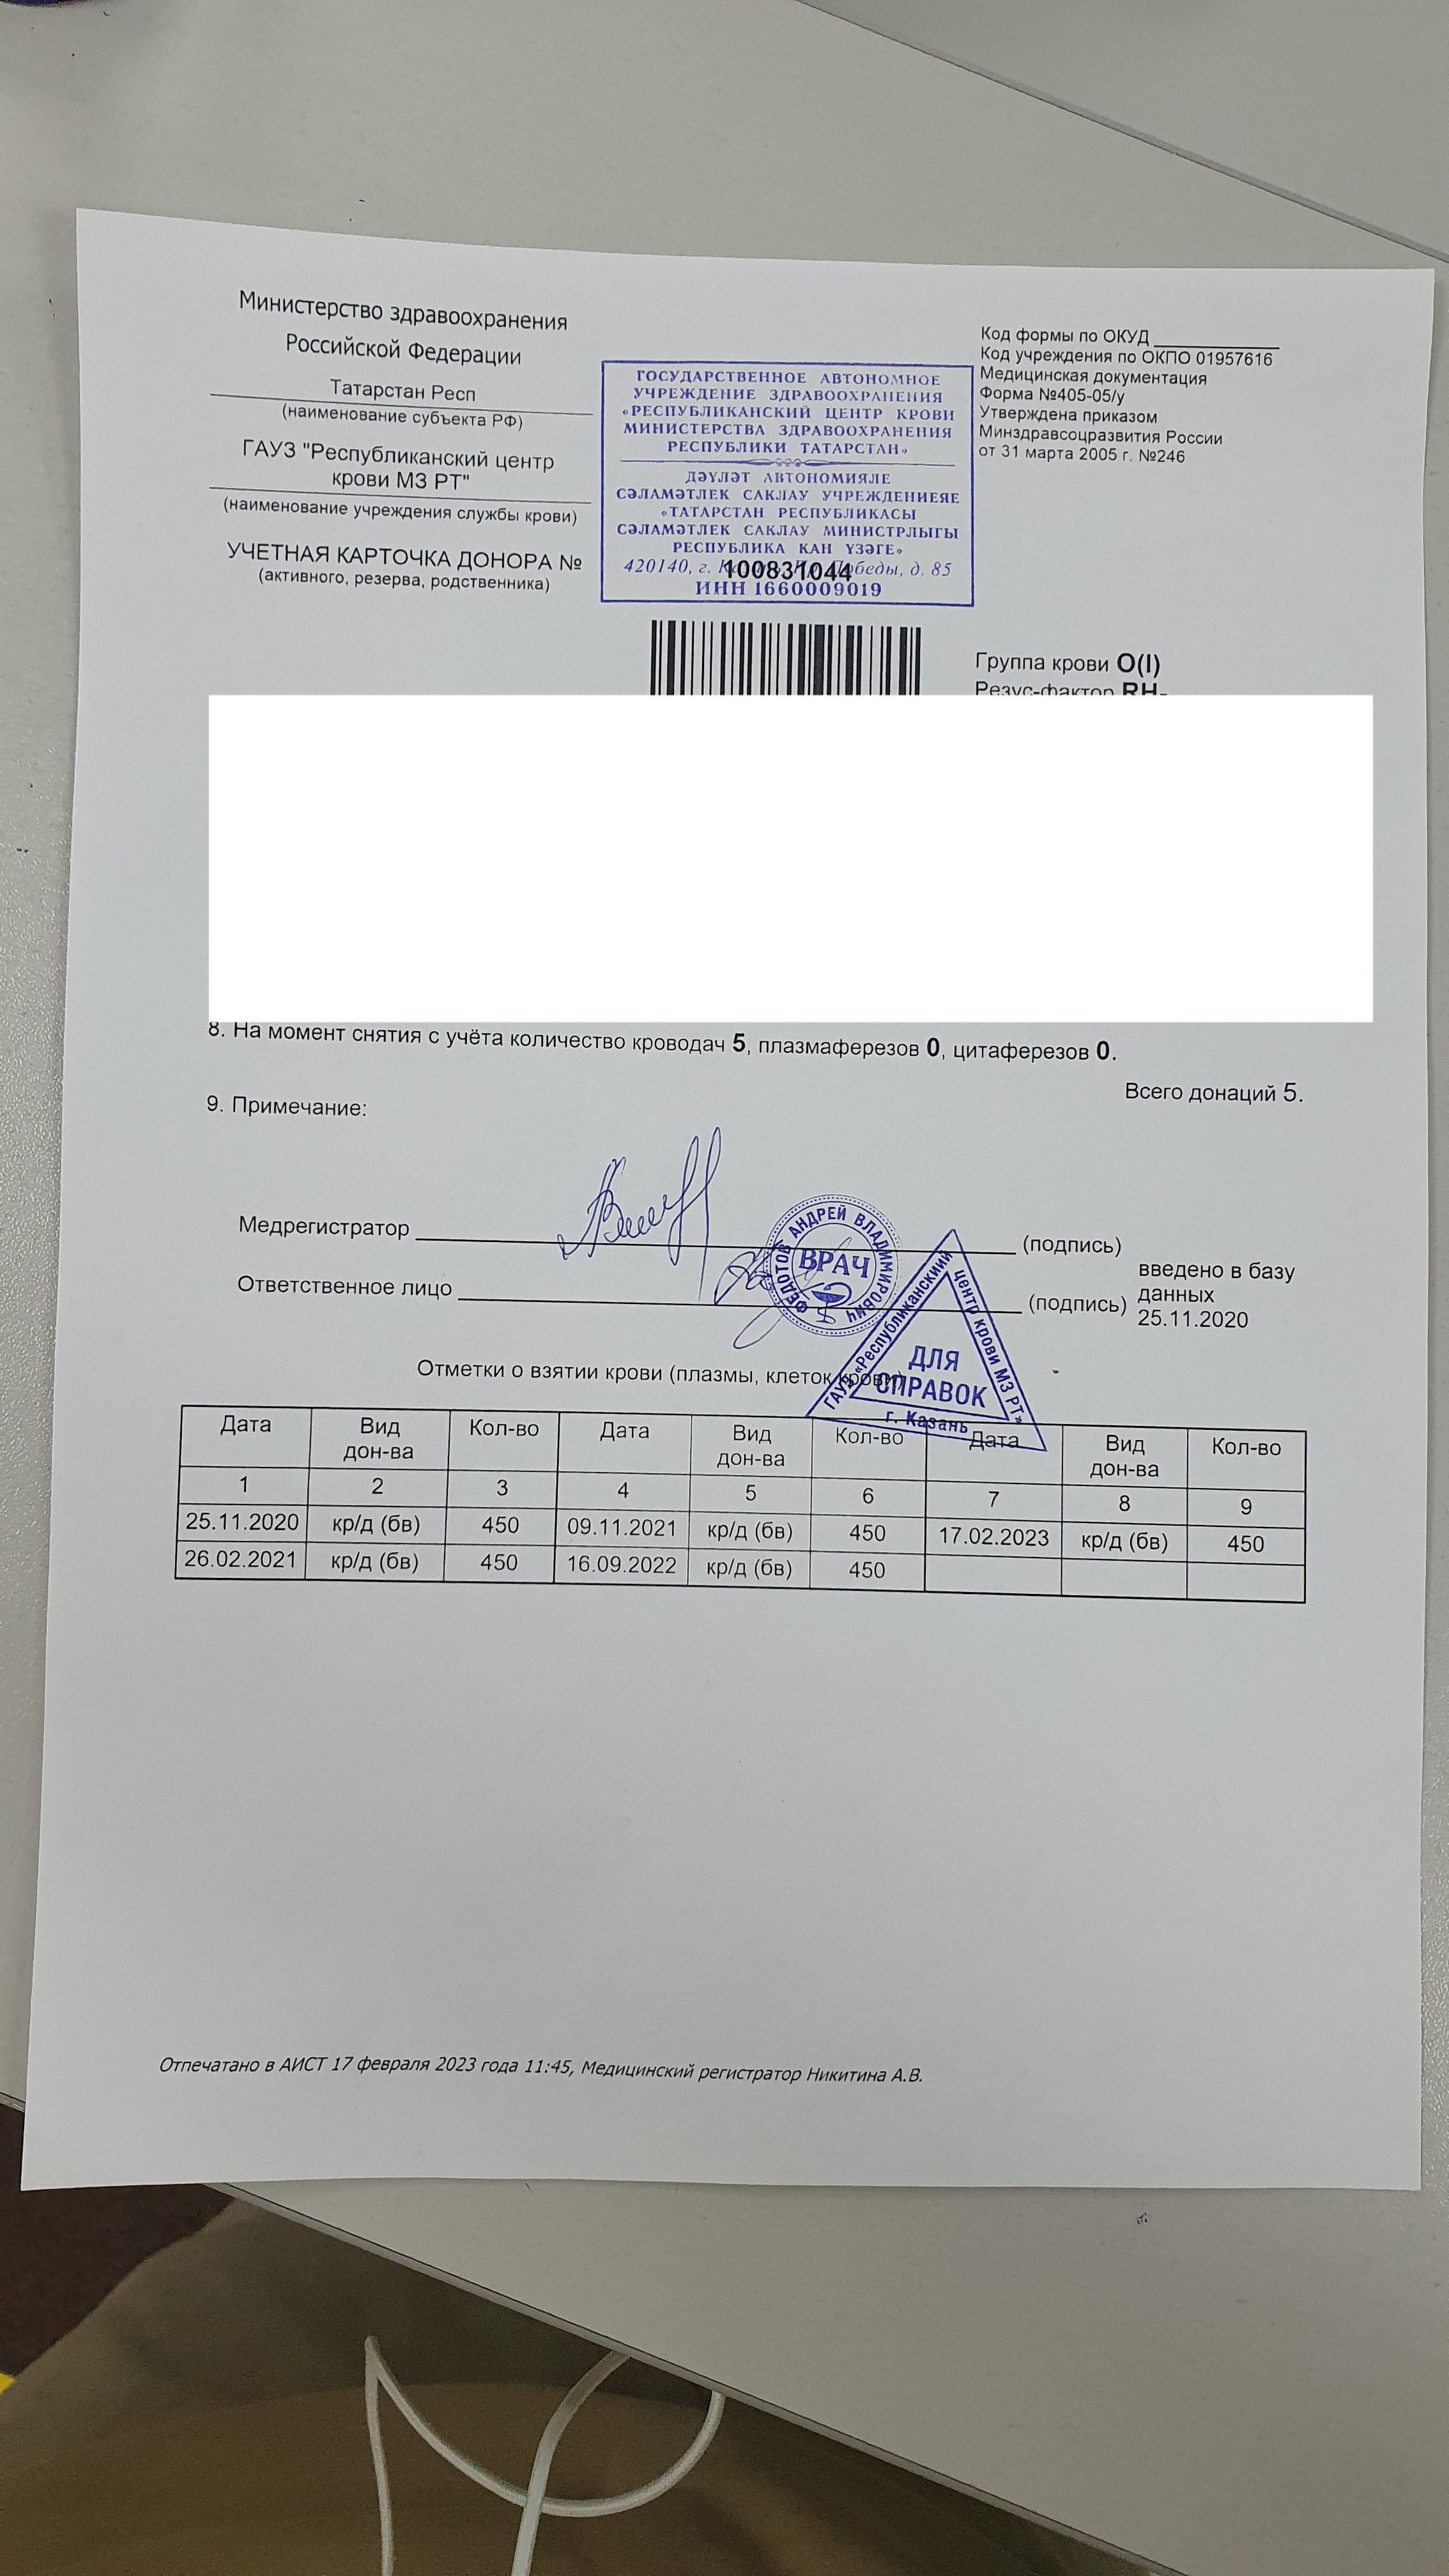 Министерство здравоохранения
Российской Федерации
Татарстан Респ
(наименование субъекта РФ)
ГАУЗ "Республиканский центр
крови МЗ РТ"
(наименование учреждения службы крови)
УЧЕТНАЯ КАРТОЧКА ДОНОРА №
(активного, резерва, родственника)
ГОСУДАРСТВЕННОЕ АВТОНОМНОЕ
УЧРЕЖДЕНИЕ ЗДРАВООХРАНЕНИЯ
«РЕСПУБЛИКАНСКИЙ ЦЕНТР КРОВИ
МИНИСТЕРСТВА ЗДРАВООХРАНЕНИЯ
РЕСПУБЛИКИ ТАТАРСТАН»
ДӘҮЛӘТ АВТОНОМИЯЛЕ
СӘЛАМӘТЛЕК САКЛАУ УЧРЕЖДЕНИЕЯЕ
«ТАТАРСТАН РЕСПУБЛИКАСЫ
СӘЛАМӘТЛЕК САКЛАУ МИНИСТРЛЫГЫ
РЕСПУБЛИКА КАН ҮЗӘГЕ»
420140, г. Победы, д. 85
100831044
ИНН 1660009019
Код формы по ОКУД
Код учреждения по ОКПО 01957616
Медицинская документация
Форма №405-05/у
Утверждена приказом
Минздравсоцразвития России
от 31 марта 2005 г. №246
Группа крови O(I)
Резус-фактор RH-
8. На момент снятия с учёта количество кроводач 5, плазмаферезов 0, цитаферезов 0.
Всего донаций 5.
9. Примечание:
Медрегистратор (подпись)
Ответственное лицо (подпись)
введено в базу
данных
25.11.2020
ФЕДОТОВ АНДРЕЙ ВЛАДИМИРОВИЧ
ВРАЧ
ГАУЗ «Республиканский центр крови МЗ РТ»
ДЛЯ
СПРАВОК
г. Казань
Отметки о взятии крови (плазмы, клеток крови)
Дата Вид дон-ва Кол-во Дата Вид дон-ва Кол-во Дата Вид дон-ва Кол-во
1 2 3 4 5 6 7 8 9
25.11.2020 кр/д (бв) 450 09.11.2021 кр/д (бв) 450 17.02.2023 кр/д (бв) 450
26.02.2021 кр/д (бв) 450 16.09.2022 кр/д (бв) 450
Отпечатано в АИСТ 17 февраля 2023 года 11:45, Медицинский регистратор Никитина А.В.